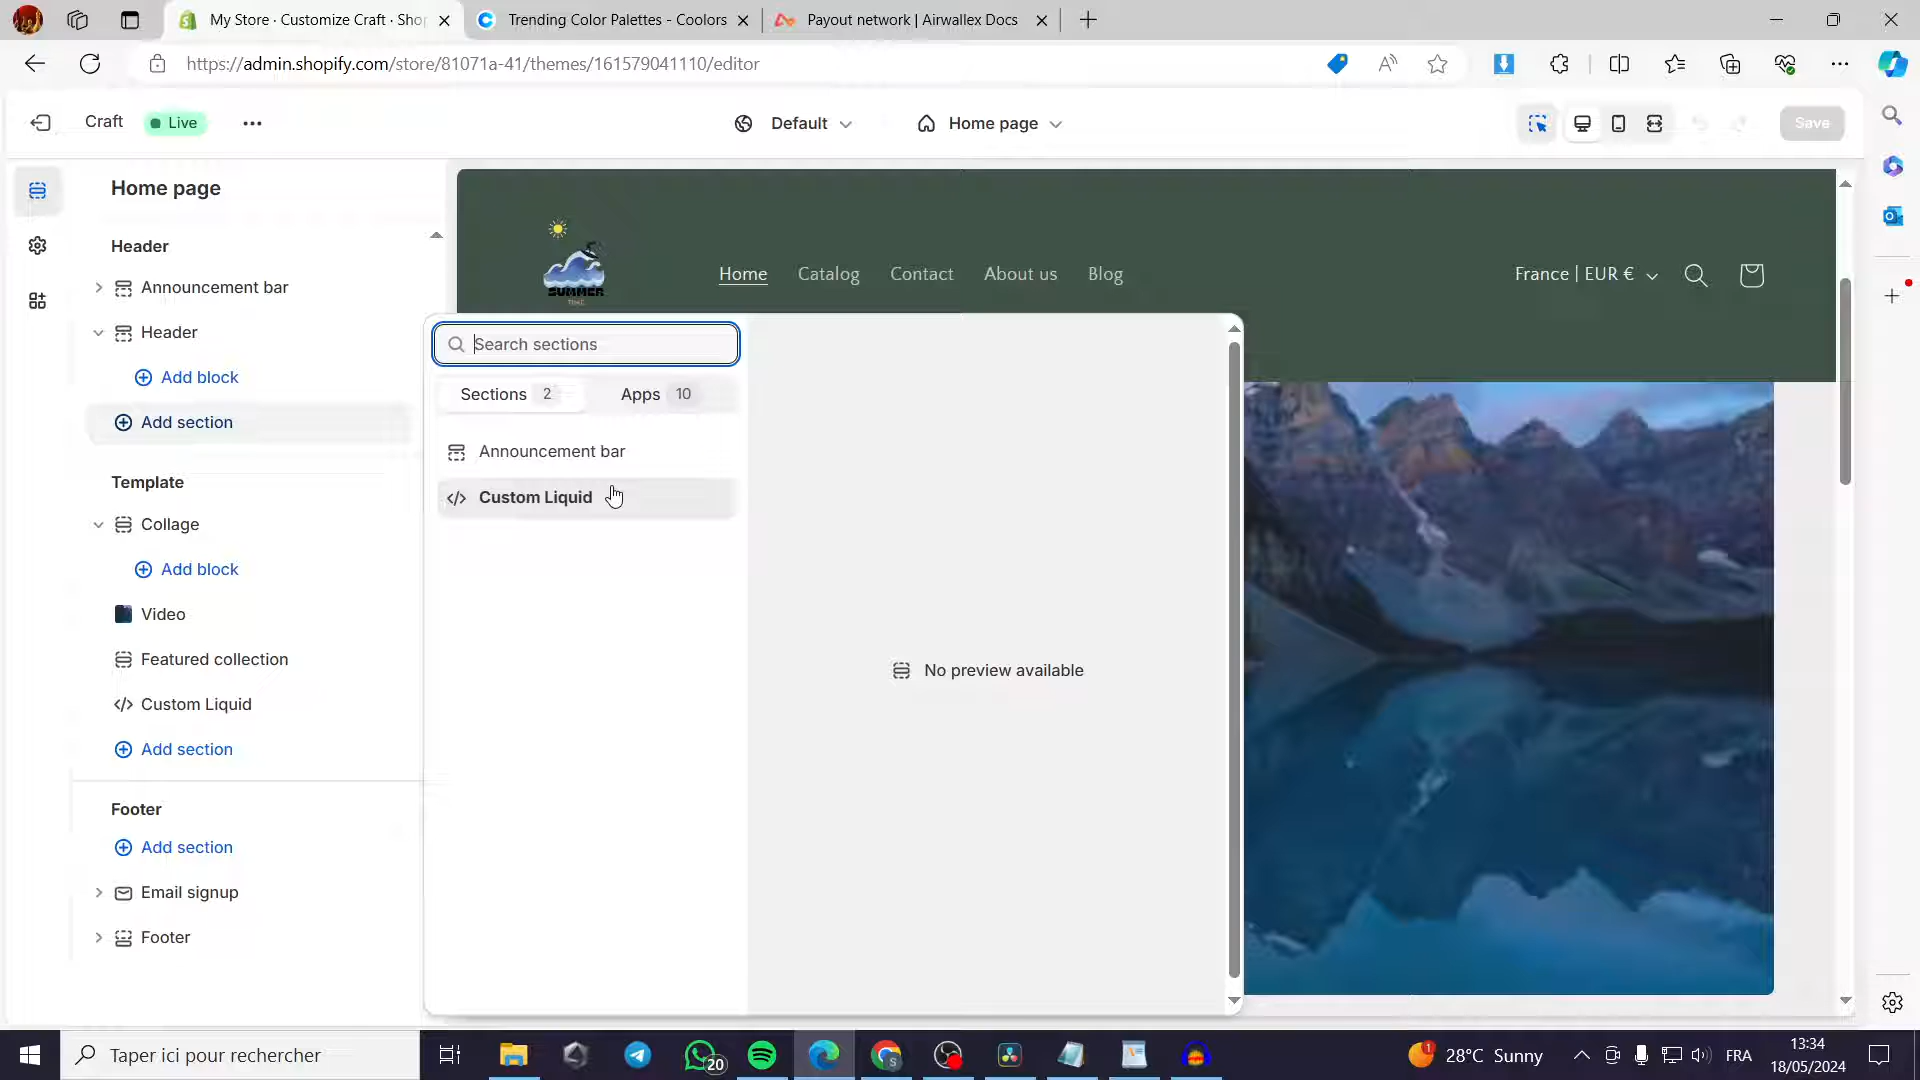 My Store · Customize Craft · Sho
Trending Color Palettes - Coolors
Payout network | Airwallex Docs
https://admin.shopify.com/store/81071a-41/themes/161579041110/editor
Craft
Live
Default
Home page
Save
Home page
Header
Announcement bar
Header
Add block
Add section
Template
Collage
Add block
Video
Featured collection
Custom Liquid
Add section
Footer
Add section
Email signup
Footer
SUMMER
TIME
Home
Catalog
Contact
About us
Blog
France | EUR €
Search sections
Sections 2
Apps 10
Announcement bar
Custom Liquid
No preview available
Taper ici pour rechercher
20
1
28°C Sunny
FRA
13:34
18/05/2024